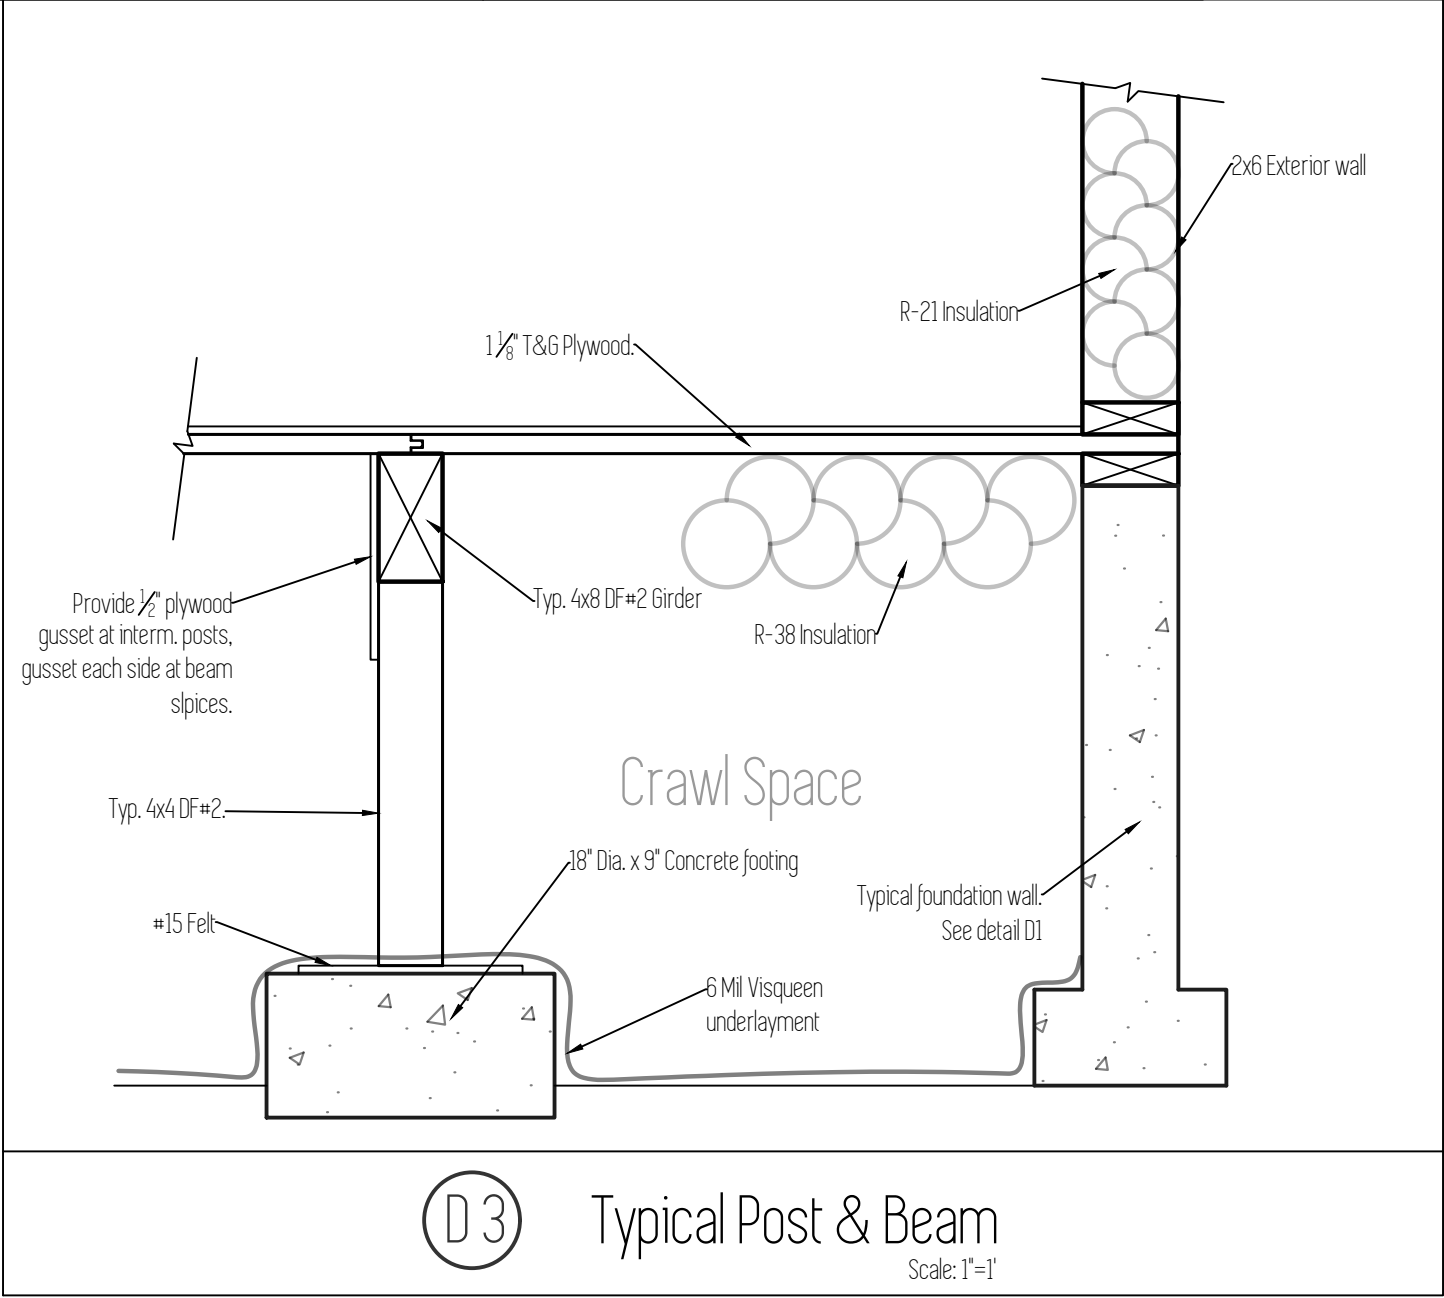 2x6 Exterior wall
R-21 Insulation
1 1/8" T&G Plywood.
Provide 1/2" plywood
gusset at interm. posts,
gusset each side at beam
slpices.
Typ. 4x8 DF#2 Girder
R-38 Insulation
Crawl Space
Typ. 4x4 DF#2.
18" Dia. x 9" Concrete footing
Typical foundation wall.
See detail D1
#15 Felt
6 Mil Visqueen
underlayment
D 3
Typical Post & Beam
Scale: 1"=1'